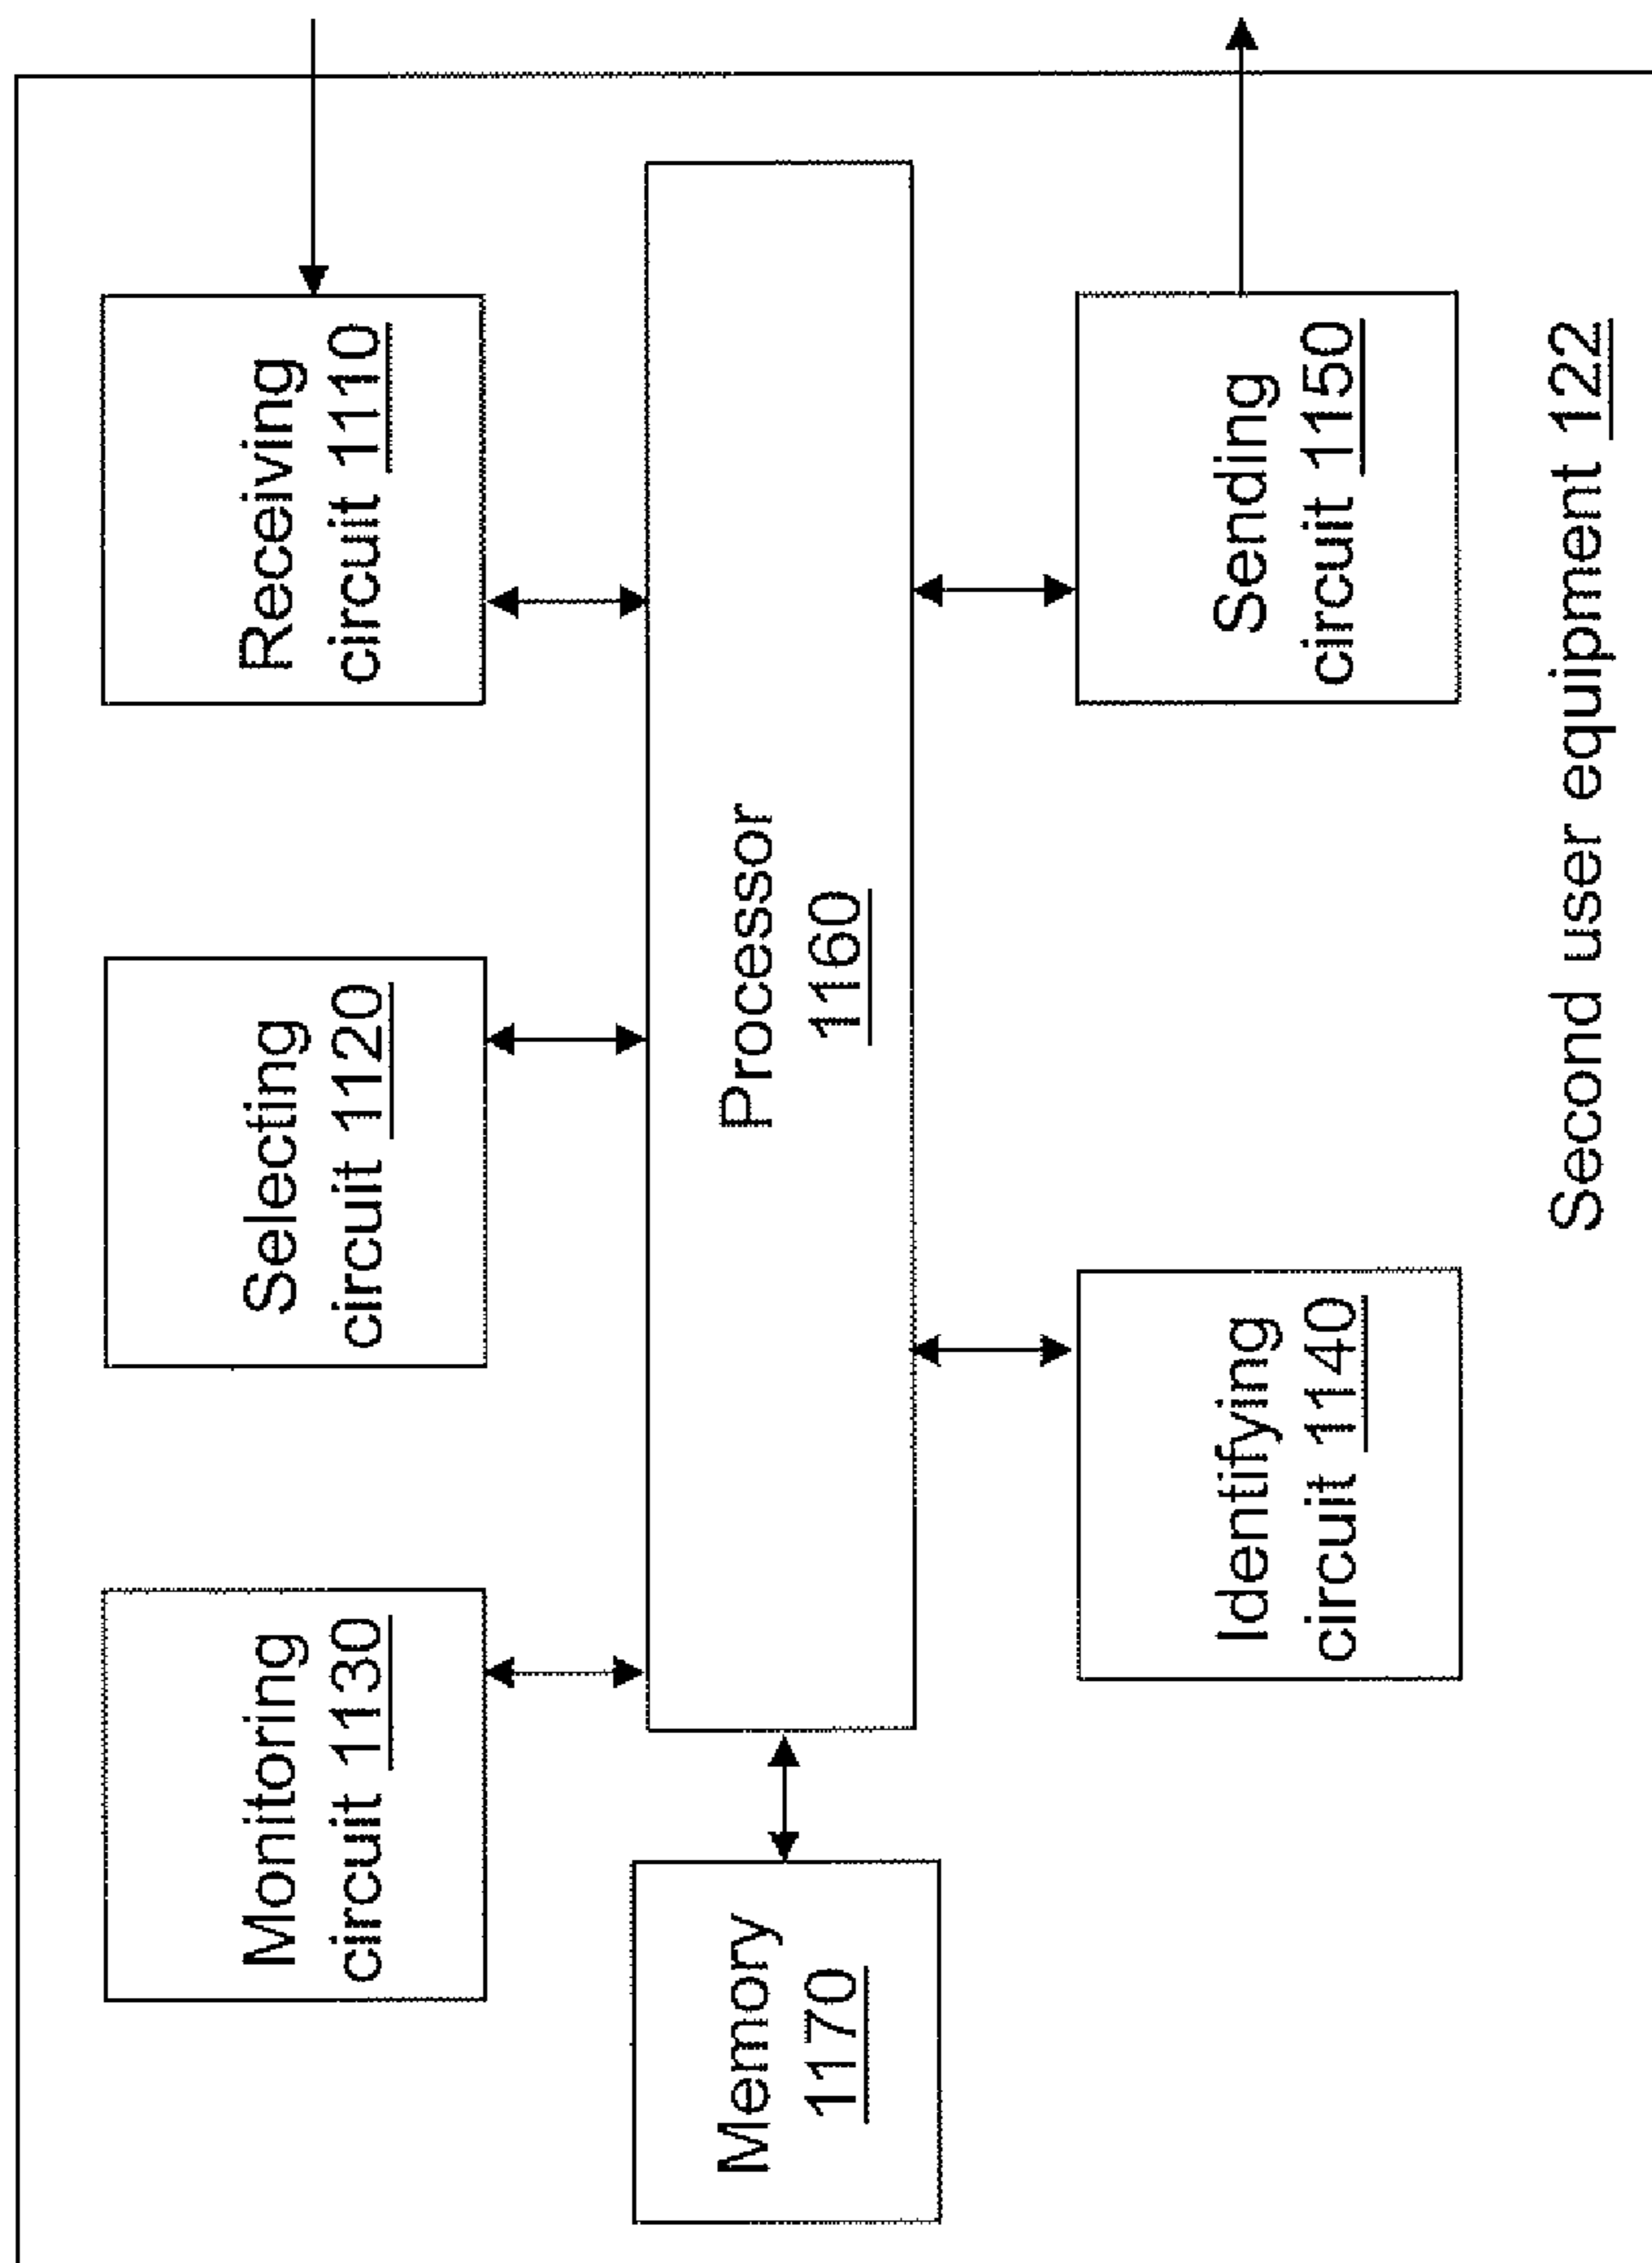 Monitoring
circuit 1130
Selecting
circuit 1120
Receiving
circuit 1110
Memory
1170
Processor
1160
Identifying
circuit 1140
Sending
circuit 1150
Second user equipment 122